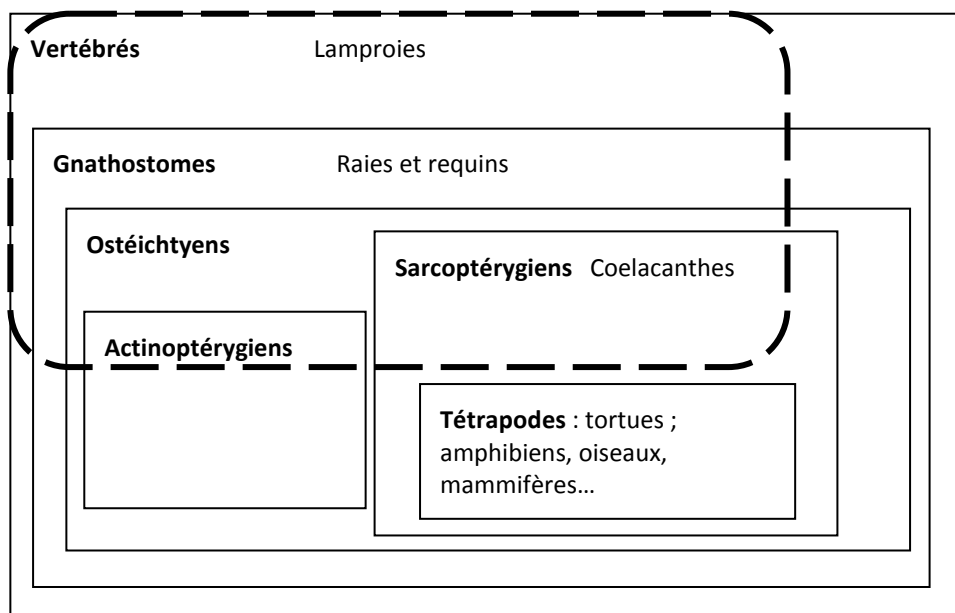 Vertébrés Lamproies
Gnathostomes Raies et requins
Ostéichtyens
Sarcoptérygiens Coelacanthes
Actinoptérygiens
Tétrapodes : tortues ;
amphibiens, oiseaux,
mammifères…